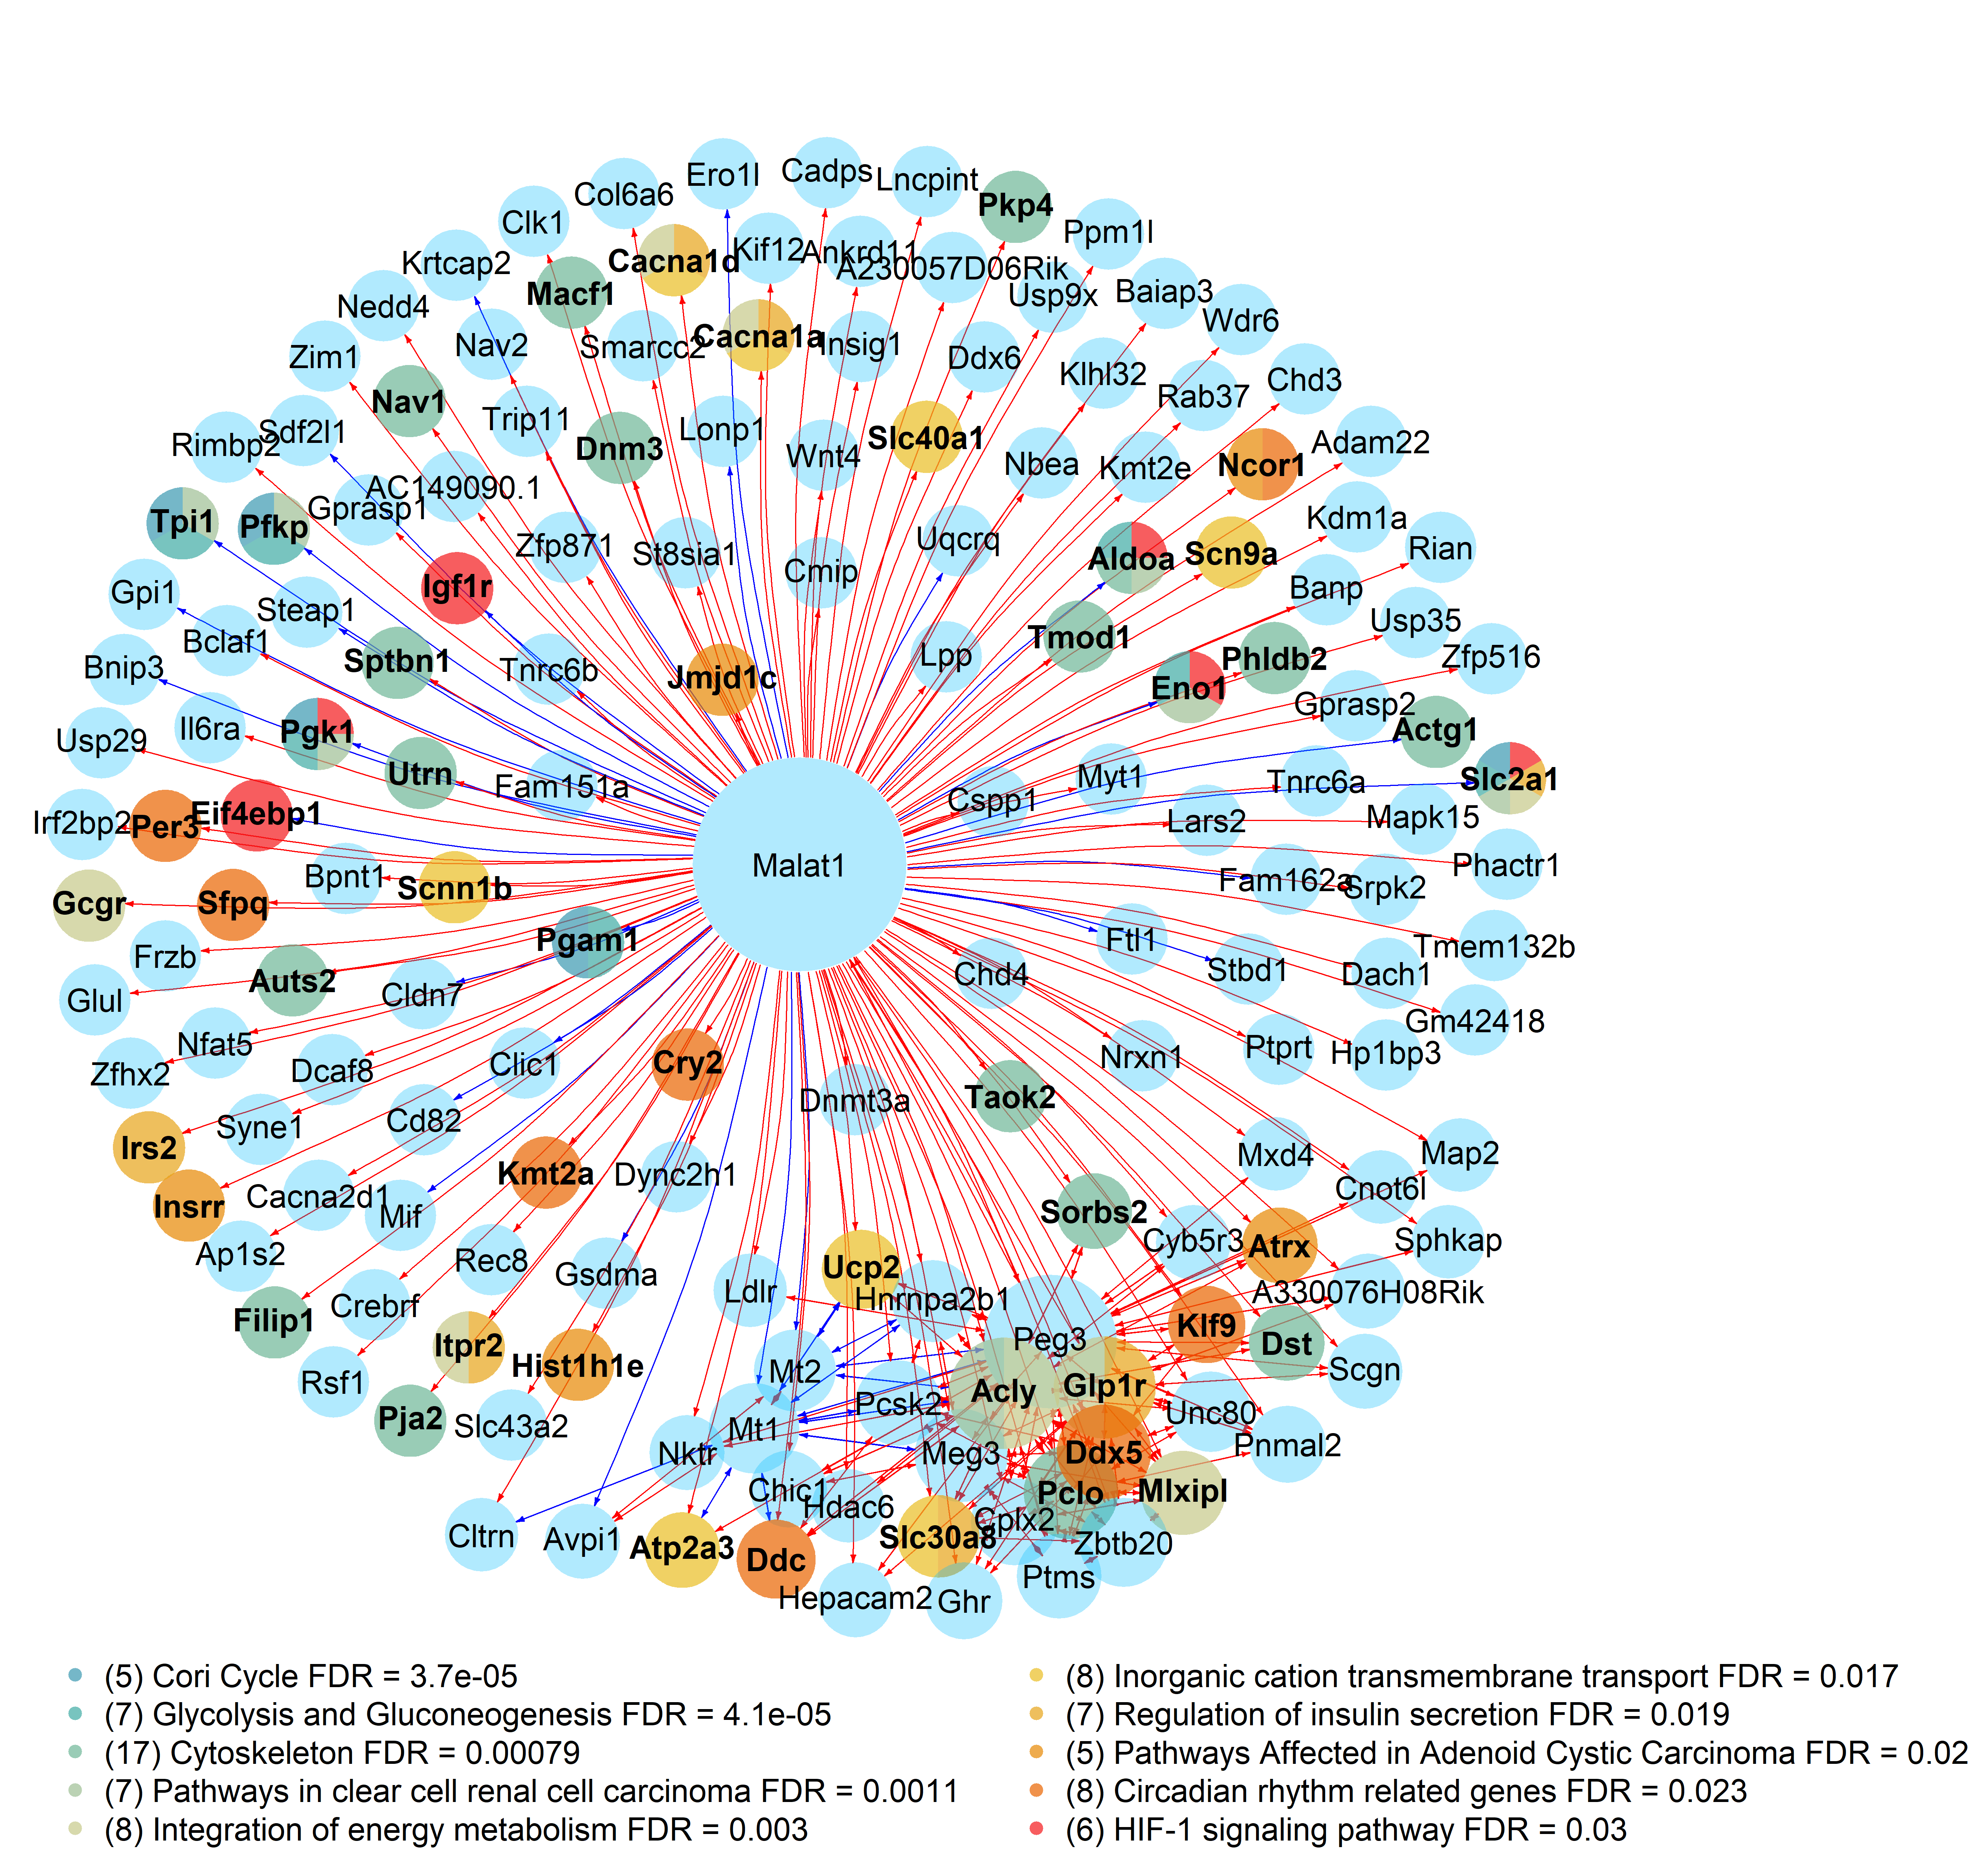 Ero1l
Cadps
Lncpint
Col6a6
Pkp4
Clk1
Ppm1l
Krtcap2
Cacna1d
Kif12
Ankrd11
A230057D06Rik
Nedd4
Macf1
Usp9x
Baiap3
Wdr6
Zim1
Nav2
Smarcc2
Cacna1a
Insig1
Ddx6
Klhl32
Chd3
Nav1
Rab37
Rimbp2
Sdf2l1
Trip11
Dnm3
Lonp1
Wnt4
Slc40a1
Nbea
Kmt2e
Ncor1
Adam22
AC149090.1
Gprasp1
Tpi1
Pfkp
Zfp871
St8sia1
Cmip
Uqcrq
Aldoa
Scn9a
Kdm1a
Rian
Gpi1
Steap1
Igf1r
Banp
Bclaf1
Bnip3
Sptbn1
Tnrc6b
Jmjd1c
Lpp
Tmod1
Usp35
Phldb2
Zfp516
Usp29
Il6ra
Pgk1
Eno1
Gprasp2
Actg1
Utrn
Fam151a
Cspp1
Myt1
Tnrc6a
Slc2a1
Irf2bp2
Per3
Eif4ebp1
Lars2
Mapk15
Malat1
Bpnt1
Scnn1b
Fam162a
Srpk2
Phactr1
Gcgr
Sfpq
Frzb
Pgam1
Ftl1
Tmem132b
Glul
Auts2
Cldn7
Chd4
Stbd1
Dach1
Gm42418
Zfhx2
Nfat5
Dcaf8
Clic1
Cry2
Dnmt3a
Taok2
Nrxn1
Ptprt
Hp1bp3
Irs2
Syne1
Cd82
Kmt2a
Dync2h1
Mxd4
Map2
Insrr
Cacna2d1
Mif
Sorbs2
Cnot6l
Ap1s2
Rec8
Gsdma
Ldlr
Ucp2
Hnrnpa2b1
Cyb5r3
Atrx
Sphkap
Filip1
Crebrf
Itpr2
Hist1h1e
Mt2
Peg3
Klf9
A330076H08Rik
Dst
Rsf1
Pja2
Slc43a2
Nktr
Mt1
Pcsk2
Acly
Glp1r
Scgn
Unc80
Pnmal2
Meg3
Ddx5
Chic1
Hdac6
Pclo
Mlxipl
Cltrn
Avpi1
Atp2a3
Ddc
Slc30a8
Cplx2
Zbtb20
Hepacam2
Ghr
Ptms
(5) Cori Cycle FDR = 3.7e-05
(7) Glycolysis and Gluconeogenesis FDR = 4.1e-05
(17) Cytoskeleton FDR = 0.00079
(7) Pathways in clear cell renal cell carcinoma FDR = 0.0011
(8) Integration of energy metabolism FDR = 0.003
(8) Inorganic cation transmembrane transport FDR = 0.017
(7) Regulation of insulin secretion FDR = 0.019
(5) Pathways Affected in Adenoid Cystic Carcinoma FDR = 0.02
(8) Circadian rhythm related genes FDR = 0.023
(6) HIF-1 signaling pathway FDR = 0.03